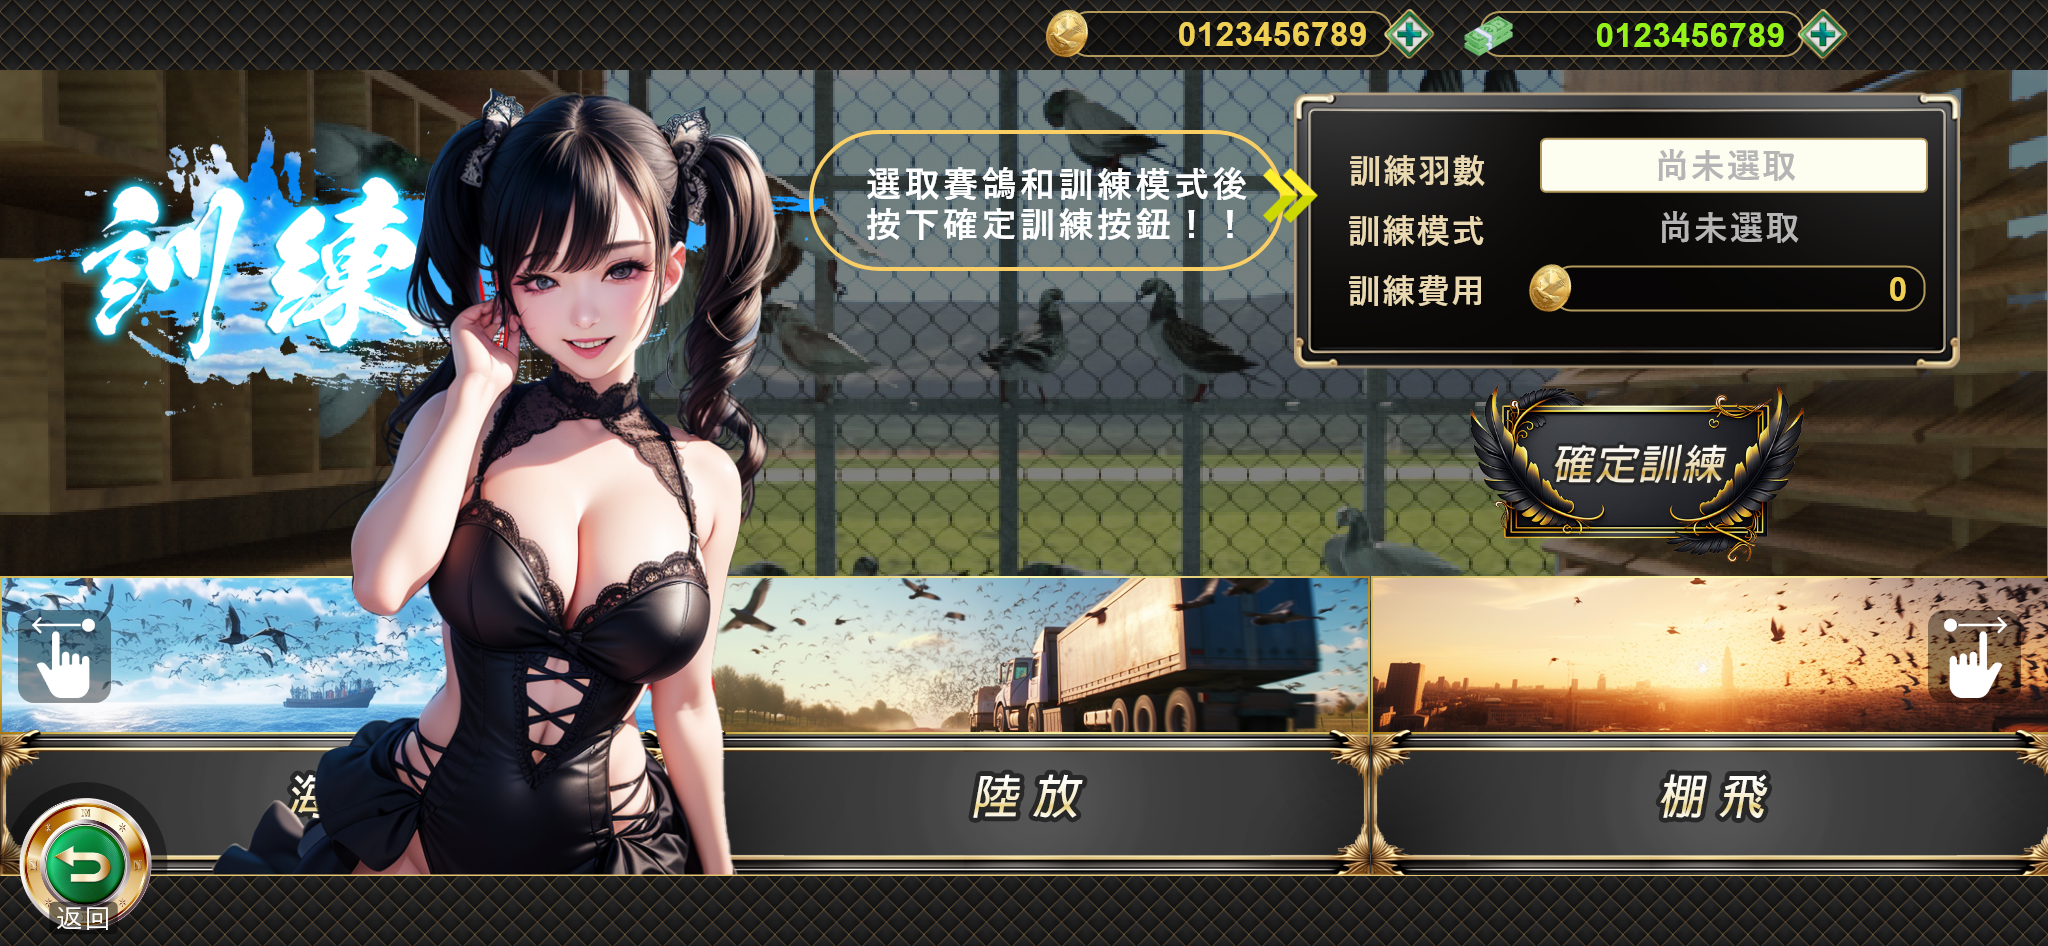 0123456789
0123456789
訓練
選取賽鴿和訓練模式後
按下確定訓練按鈕！！
訓練羽數
尚未選取
訓練模式
尚未選取
訓練費用
0
確定訓練
陸放
棚飛
返回